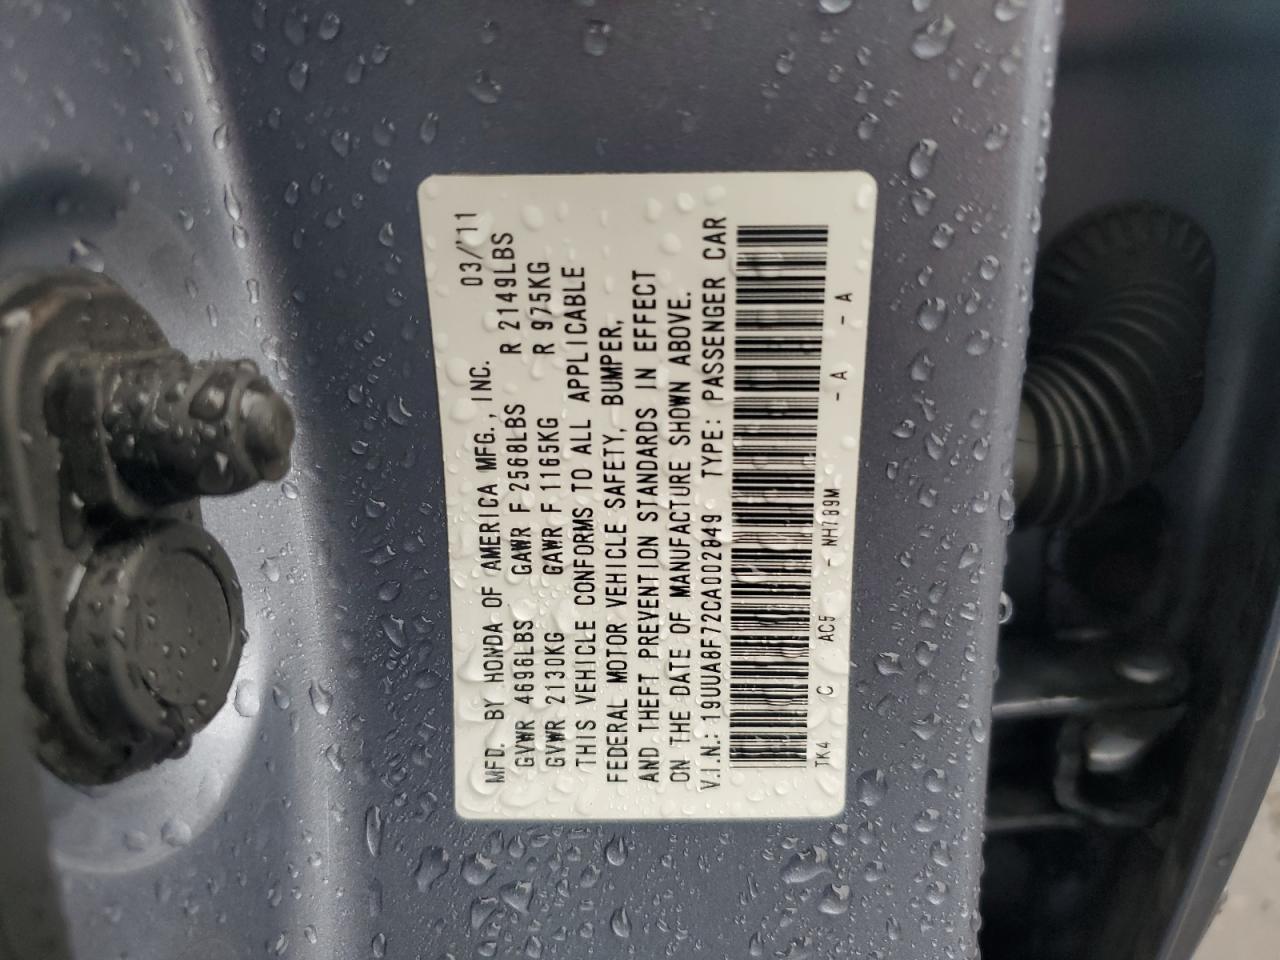 MFD. BY HONDA OF AMERICA MFG., INC. 03/'11
GVWR 4696LBS GAWR F 2568LBS R 2149LBS
GVWR 2130KG GAWR F 1165KG R 975KG
THIS VEHICLE CONFORMS TO ALL APPLICABLE
FEDERAL MOTOR VEHICLE SAFETY, BUMPER,
AND THEFT PREVENTION STANDARDS IN EFFECT
ON THE DATE OF MANUFACTURE SHOWN ABOVE.
V.I.N.: 19UUA8F72CA002849 TYPE: PASSENGER CAR
TK4 C AC5 - NH789M - A - A